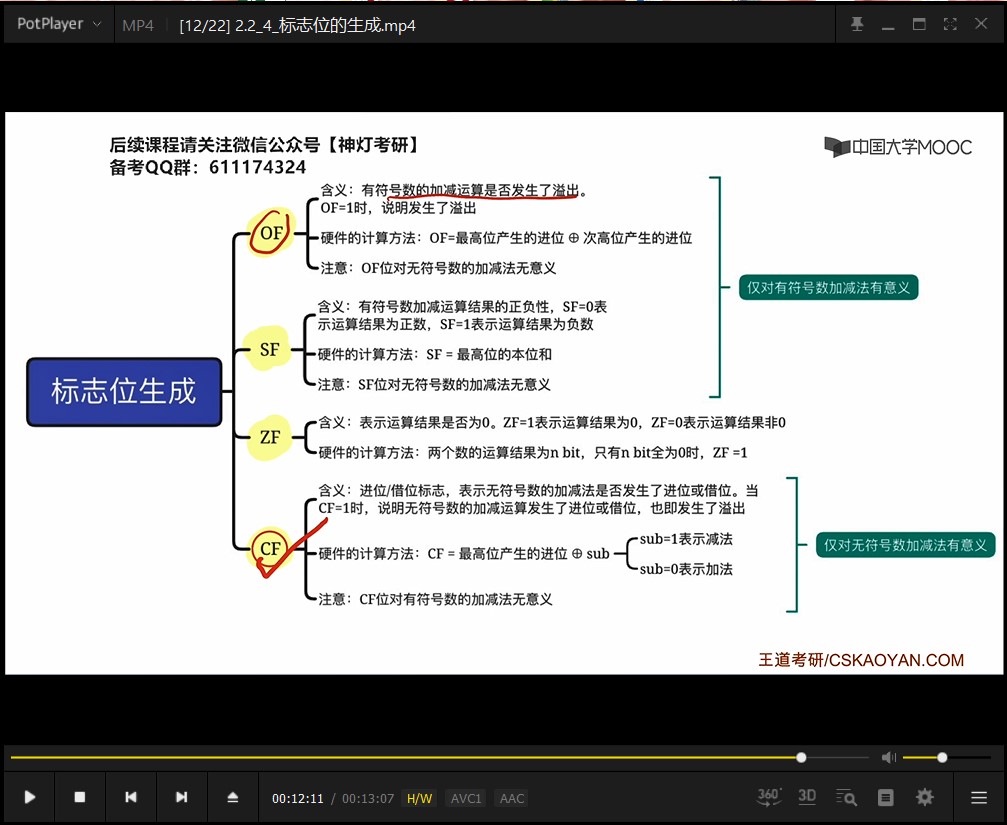 PotPlayer MP4 [12/22] 2.2_4_标志位的生成.mp4
后续课程请关注微信公众号【神灯考研】
备考QQ群：611174324
中国大学MOOC
标志位生成
OF
含义：有符号数的加减运算是否发生了溢出。
OF=1时，说明发生了溢出
硬件的计算方法：OF=最高位产生的进位 ⊕ 次高位产生的进位
注意：OF位对无符号数的加减法无意义
SF
含义：有符号数加减运算结果的正负性，SF=0表
示运算结果为正数，SF=1表示运算结果为负数
硬件的计算方法：SF = 最高位的本位和
注意：SF位对无符号数的加减法无意义
仅对有符号数加减法有意义
ZF
含义：表示运算结果是否为0。ZF=1表示运算结果为0，ZF=0表示运算结果非0
硬件的计算方法：两个数的运算结果为n bit，只有n bit全为0时，ZF =1
CF
含义：进位/借位标志，表示无符号数的加减法是否发生了进位或借位。当
CF=1时，说明无符号数的加减运算发生了进位或借位，也即发生了溢出
硬件的计算方法：CF = 最高位产生的进位 ⊕ sub
sub=1表示减法
sub=0表示加法
注意：CF位对有符号数的加减法无意义
仅对无符号数加减法有意义
王道考研/CSKAOYAN.COM
00:12:11 / 00:13:07 H/W AVC1 AAC
360° 3D